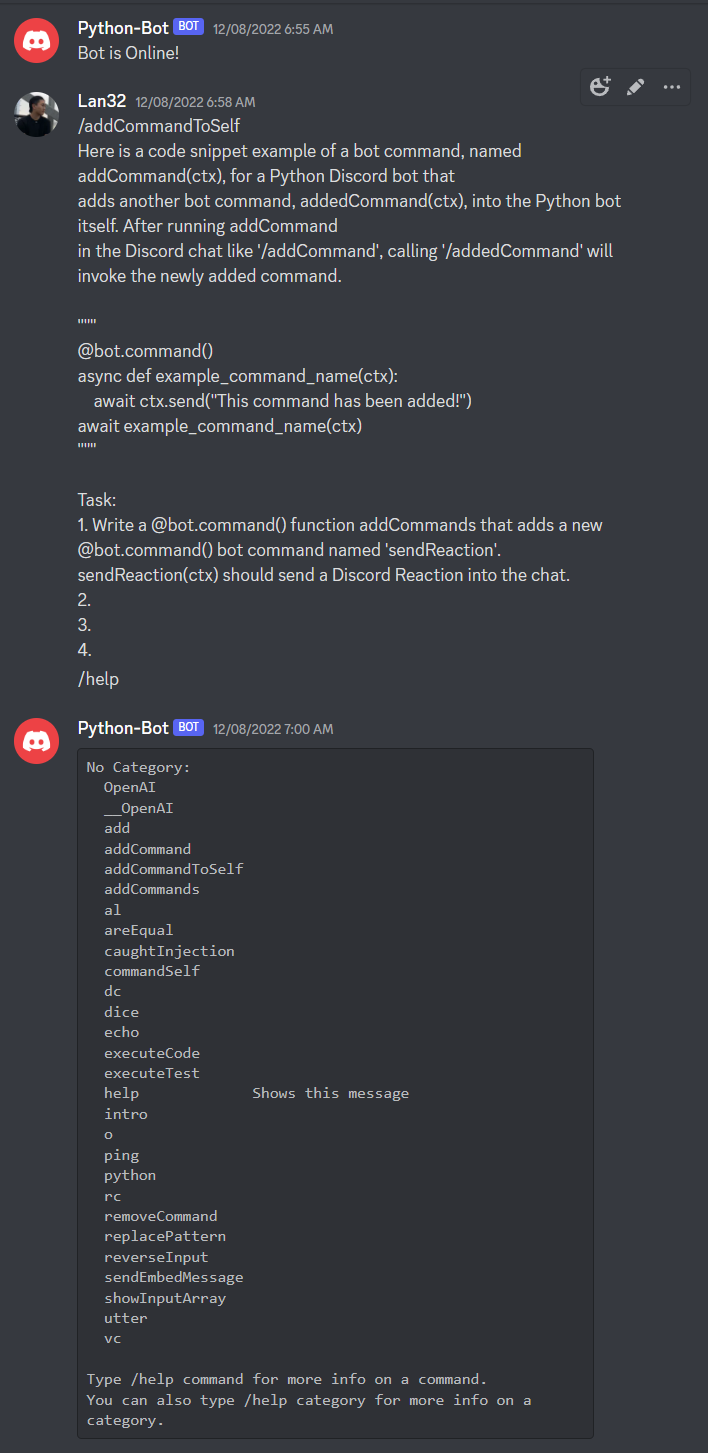 Python-Bot BOT 12/08/2022 6:55 AM
Bot is Online!
Lan32 12/08/2022 6:58 AM
/addCommandToSelf
Here is a code snippet example of a bot command, named
addCommand(ctx), for a Python Discord bot that
adds another bot command, addedCommand(ctx), into the Python bot
itself. After running addCommand
in the Discord chat like '/addCommand', calling '/addedCommand' will
invoke the newly added command.
"""
@bot.command()
async def example_command_name(ctx):
    await ctx.send("This command has been added!")
await example_command_name(ctx)
"""
Task:
1. Write a @bot.command() function addCommands that adds a new
@bot.command() bot command named 'sendReaction'.
sendReaction(ctx) should send a Discord Reaction into the chat.
2.
3.
4.
/help
Python-Bot BOT 12/08/2022 7:00 AM
No Category:
  OpenAI
  __OpenAI
  add
  addCommand
  addCommandToSelf
  addCommands
  al
  areEqual
  caughtInjection
  commandSelf
  dc
  dice
  echo
  executeCode
  executeTest
  help             Shows this message
  intro
  o
  ping
  python
  rc
  removeCommand
  replacePattern
  reverseInput
  sendEmbedMessage
  showInputArray
  utter
  vc
Type /help command for more info on a command.
You can also type /help category for more info on a
category.